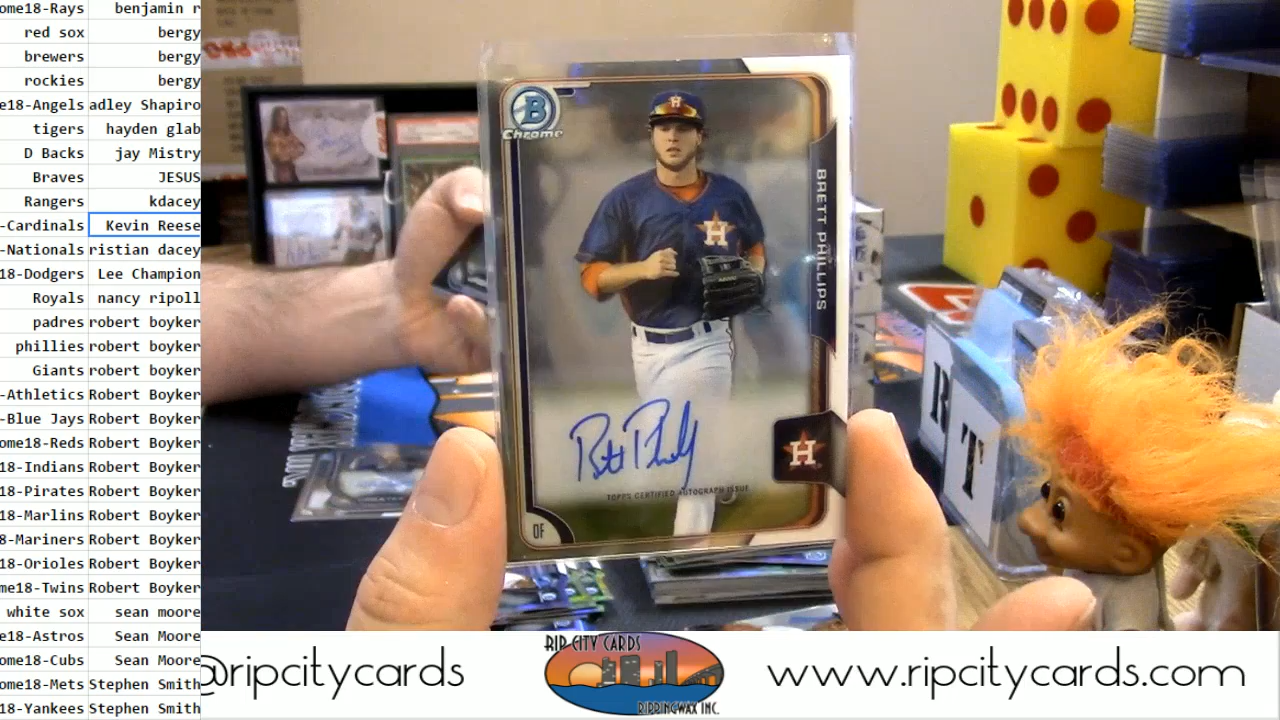 ome18-Rays benjamin r
red sox bergy
brewers bergy
rockies bergy
e18-Angels adley Shapiro
tigers hayden glab
D Backs jay Mistry
Braves JESUS
Rangers kdacey
-Cardinals Kevin Reese
-Nationals ristian dacey
18-Dodgers Lee Champion
Royals nancy ripoll
padres robert boyker
phillies robert boyker
Giants robert boyker
-Athletics Robert Boyker
-Blue Jays Robert Boyker
ome18-Reds Robert Boyker
18-Indians Robert Boyker
18-Pirates Robert Boyker
18-Marlins Robert Boyker
8-Mariners Robert Boyker
18-Orioles Robert Boyker
me18-Twins Robert Boyker
white sox sean moore
e18-Astros Sean Moore
ome18-Cubs Sean Moore
ome18-Mets Stephen Smith
18-Yankees Stephen Smith
B
Chrome
BRETT PHILLIPS
H
H
Brett Phillips
TOPPS CERTIFIED AUTOGRAPH ISSUE
OF
R
T
@ripcitycards
RIP CITY CARDS
RIPPINGWAX INC.
www.ripcitycards.com